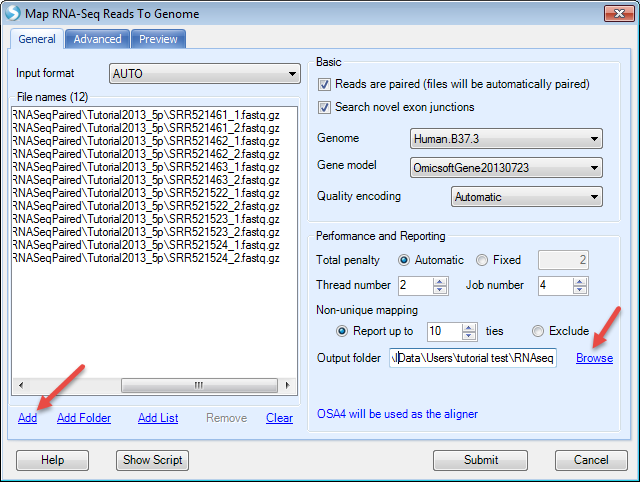 Map RNA-Seq Reads To Genome
General Advanced Preview
Input format AUTO
File names (12)
RNASeqPaired\Tutorial2013_5p\SRR521461_1.fastq.gz
RNASeqPaired\Tutorial2013_5p\SRR521461_2.fastq.gz
RNASeqPaired\Tutorial2013_5p\SRR521462_1.fastq.gz
RNASeqPaired\Tutorial2013_5p\SRR521462_2.fastq.gz
RNASeqPaired\Tutorial2013_5p\SRR521463_1.fastq.gz
RNASeqPaired\Tutorial2013_5p\SRR521463_2.fastq.gz
RNASeqPaired\Tutorial2013_5p\SRR521522_1.fastq.gz
RNASeqPaired\Tutorial2013_5p\SRR521522_2.fastq.gz
RNASeqPaired\Tutorial2013_5p\SRR521523_1.fastq.gz
RNASeqPaired\Tutorial2013_5p\SRR521523_2.fastq.gz
RNASeqPaired\Tutorial2013_5p\SRR521524_1.fastq.gz
RNASeqPaired\Tutorial2013_5p\SRR521524_2.fastq.gz
Add Add Folder Add List Remove Clear
Basic
Reads are paired (files will be automatically paired)
Search novel exon junctions
Genome Human.B37.3
Gene model OmicsoftGene20130723
Quality encoding Automatic
Performance and Reporting
Total penalty Automatic Fixed 2
Thread number 2 Job number 4
Non-unique mapping
Report up to 10 ties Exclude
Output folder \Data\Users\tutorial test\RNAseq Browse
OSA4 will be used as the aligner
Help Show Script Submit Cancel